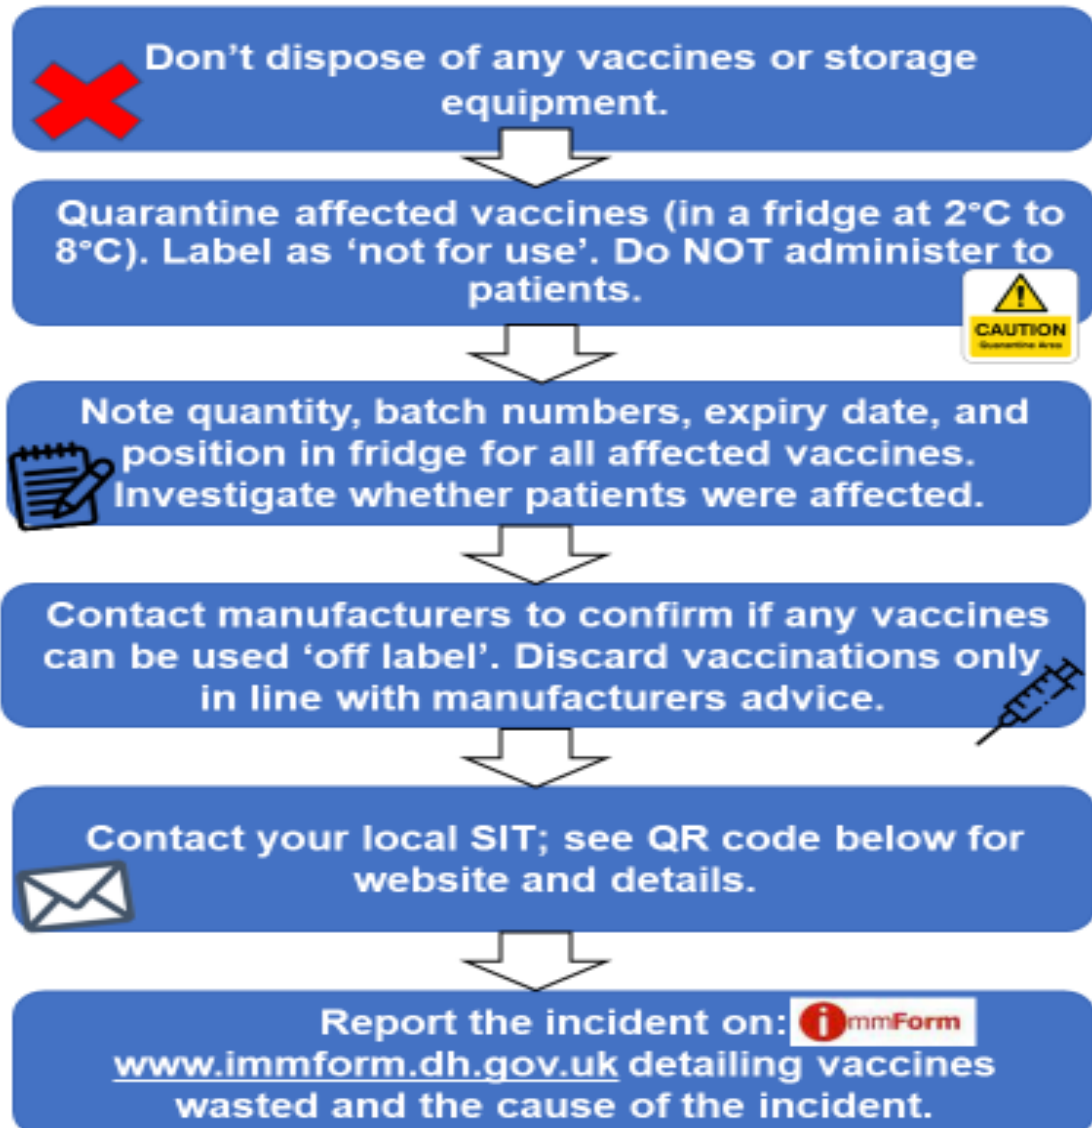 Don’t dispose of any vaccines or storage
equipment.
Quarantine affected vaccines (in a fridge at 2°C to
8°C). Label as ‘not for use’. Do NOT administer to
patients.
CAUTION
Quarantine Area
Note quantity, batch numbers, expiry date, and
position in fridge for all affected vaccines.
Investigate whether patients were affected.
Contact manufacturers to confirm if any vaccines
can be used ‘off label’. Discard vaccinations only
in line with manufacturers advice.
Contact your local SIT; see QR code below for
website and details.
Report the incident on: immForm
www.immform.dh.gov.uk detailing vaccines
wasted and the cause of the incident.